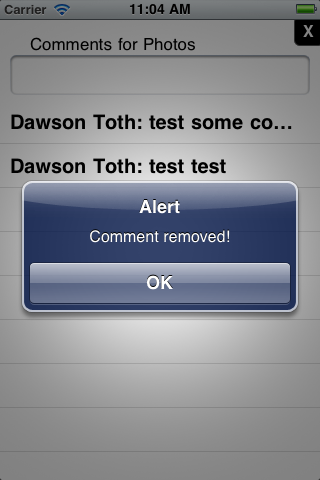 Carrier 11:04 AM
X
Comments for Photos
Dawson Toth: test some co...
Dawson Toth: test test
Alert
Comment removed!
OK